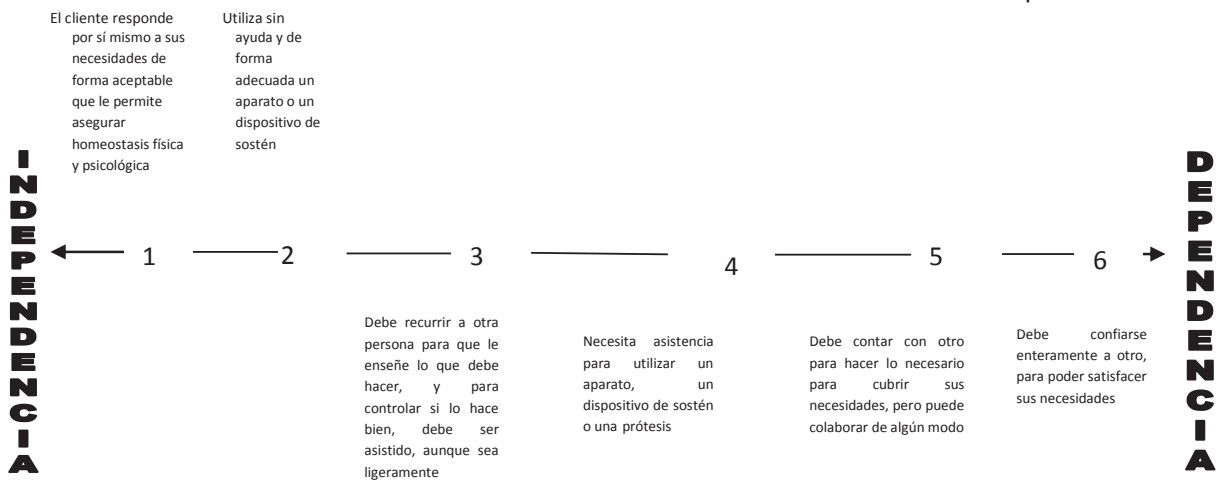 El cliente responde
por sí mismo a sus
necesidades de
forma aceptable
que le permite
asegurar
homeostasis física
y psicológica
Utiliza sin
ayuda y de
forma
adecuada un
aparato o un
dispositivo de
sostén
INDEPENDENCIA
1
2
3
4
5
6
DEPENDENCIA
Debe recurrir a otra
persona para que le
enseñe lo que debe
hacer, y para
controlar si lo hace
bien, debe ser
asistido, aunque sea
ligeramente
Necesita asistencia
para utilizar un
aparato, un
dispositivo de sostén
o una prótesis
Debe contar con otro
para hacer lo necesario
para cubrir sus
necesidades, pero puede
colaborar de algún modo
Debe confiarse
enteramente a otro,
para poder satisfacer
sus necesidades